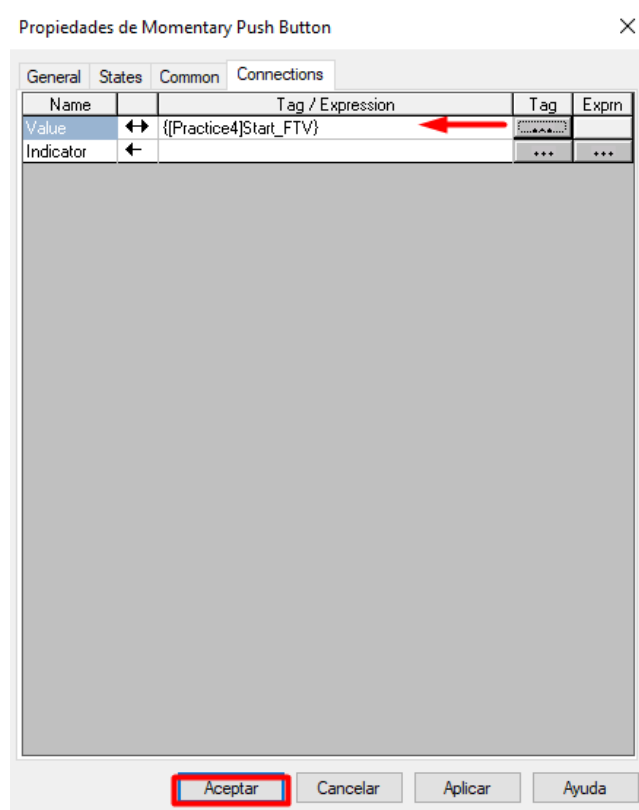 Propiedades de Momentary Push Button
General States Common Connections
Name Tag / Expression Tag Exprn
Value {[Practice4]Start_FTV} ...
Indicator ... ...
Aceptar Cancelar Aplicar Ayuda